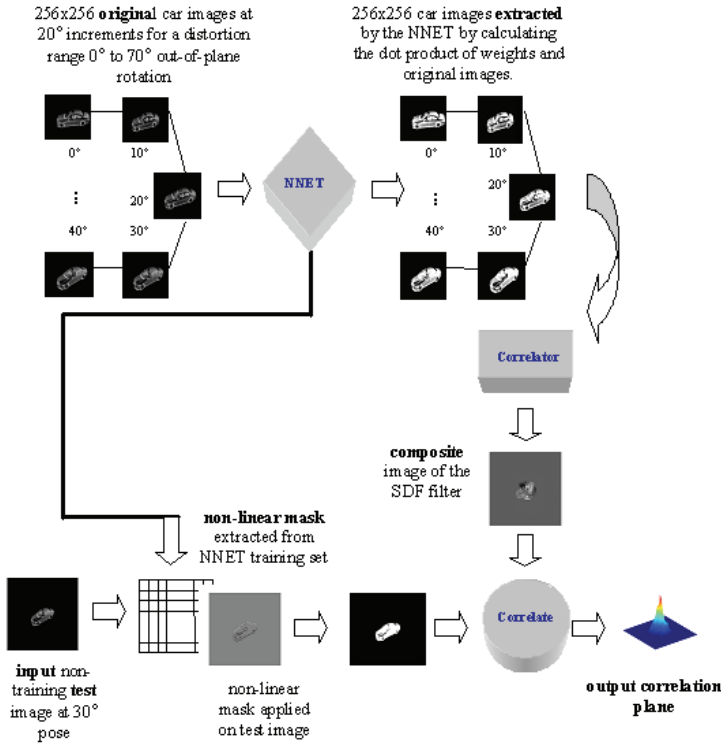 256x256 original car images at
20° increments for a distortion
range 0° to 70° out-of-plane
rotation
256x256 car images extracted
by the NNET by calculating
the dot product of weights and
original images.
0°
10°
20°
⋮
40°
30°
NNET
0°
10°
20°
⋮
40°
30°
Correlator
composite
image of the
SDF filter
non-linear mask
extracted from
NNET training set
Correlate
input non-
training test
image at 30°
pose
non-linear
mask applied
on test image
output correlation
plane